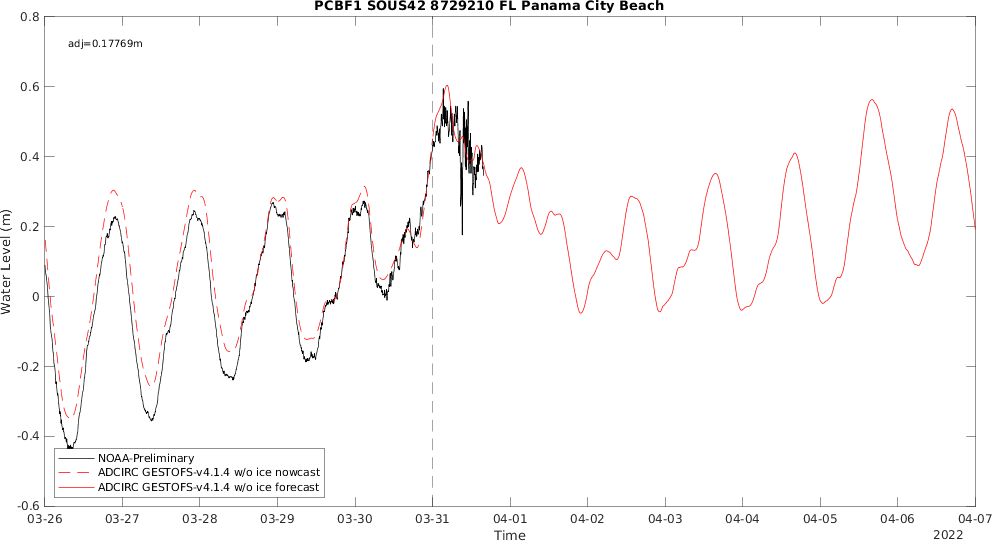 PCBF1 SOUS42 8729210 FL Panama City Beach
adj=0.17769m
0.8
0.6
0.4
0.2
0
-0.2
-0.4
-0.6
Water Level (m)
NOAA-Preliminary
ADCIRC GESTOFS-v4.1.4 w/o ice nowcast
ADCIRC GESTOFS-v4.1.4 w/o ice forecast
03-26 03-27 03-28 03-29 03-30 03-31 04-01 04-02 04-03 04-04 04-05 04-06 04-07
Time
2022